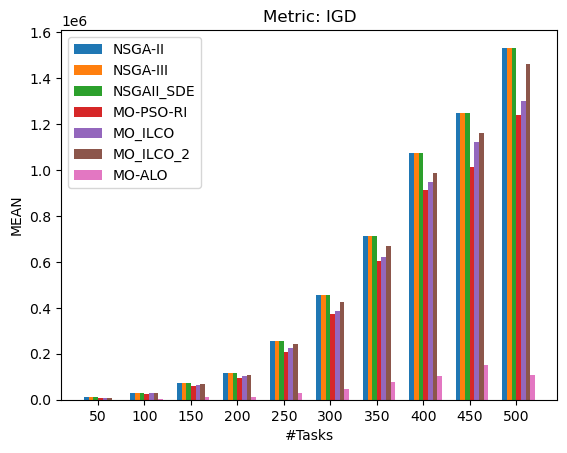 Metric: IGD
1e6
NSGA-II
NSGA-III
NSGAII_SDE
MO-PSO-RI
MO_ILCO
MO_ILCO_2
MO-ALO
MEAN
1.6
1.4
1.2
1.0
0.8
0.6
0.4
0.2
0.0
50 100 150 200 250 300 350 400 450 500
#Tasks